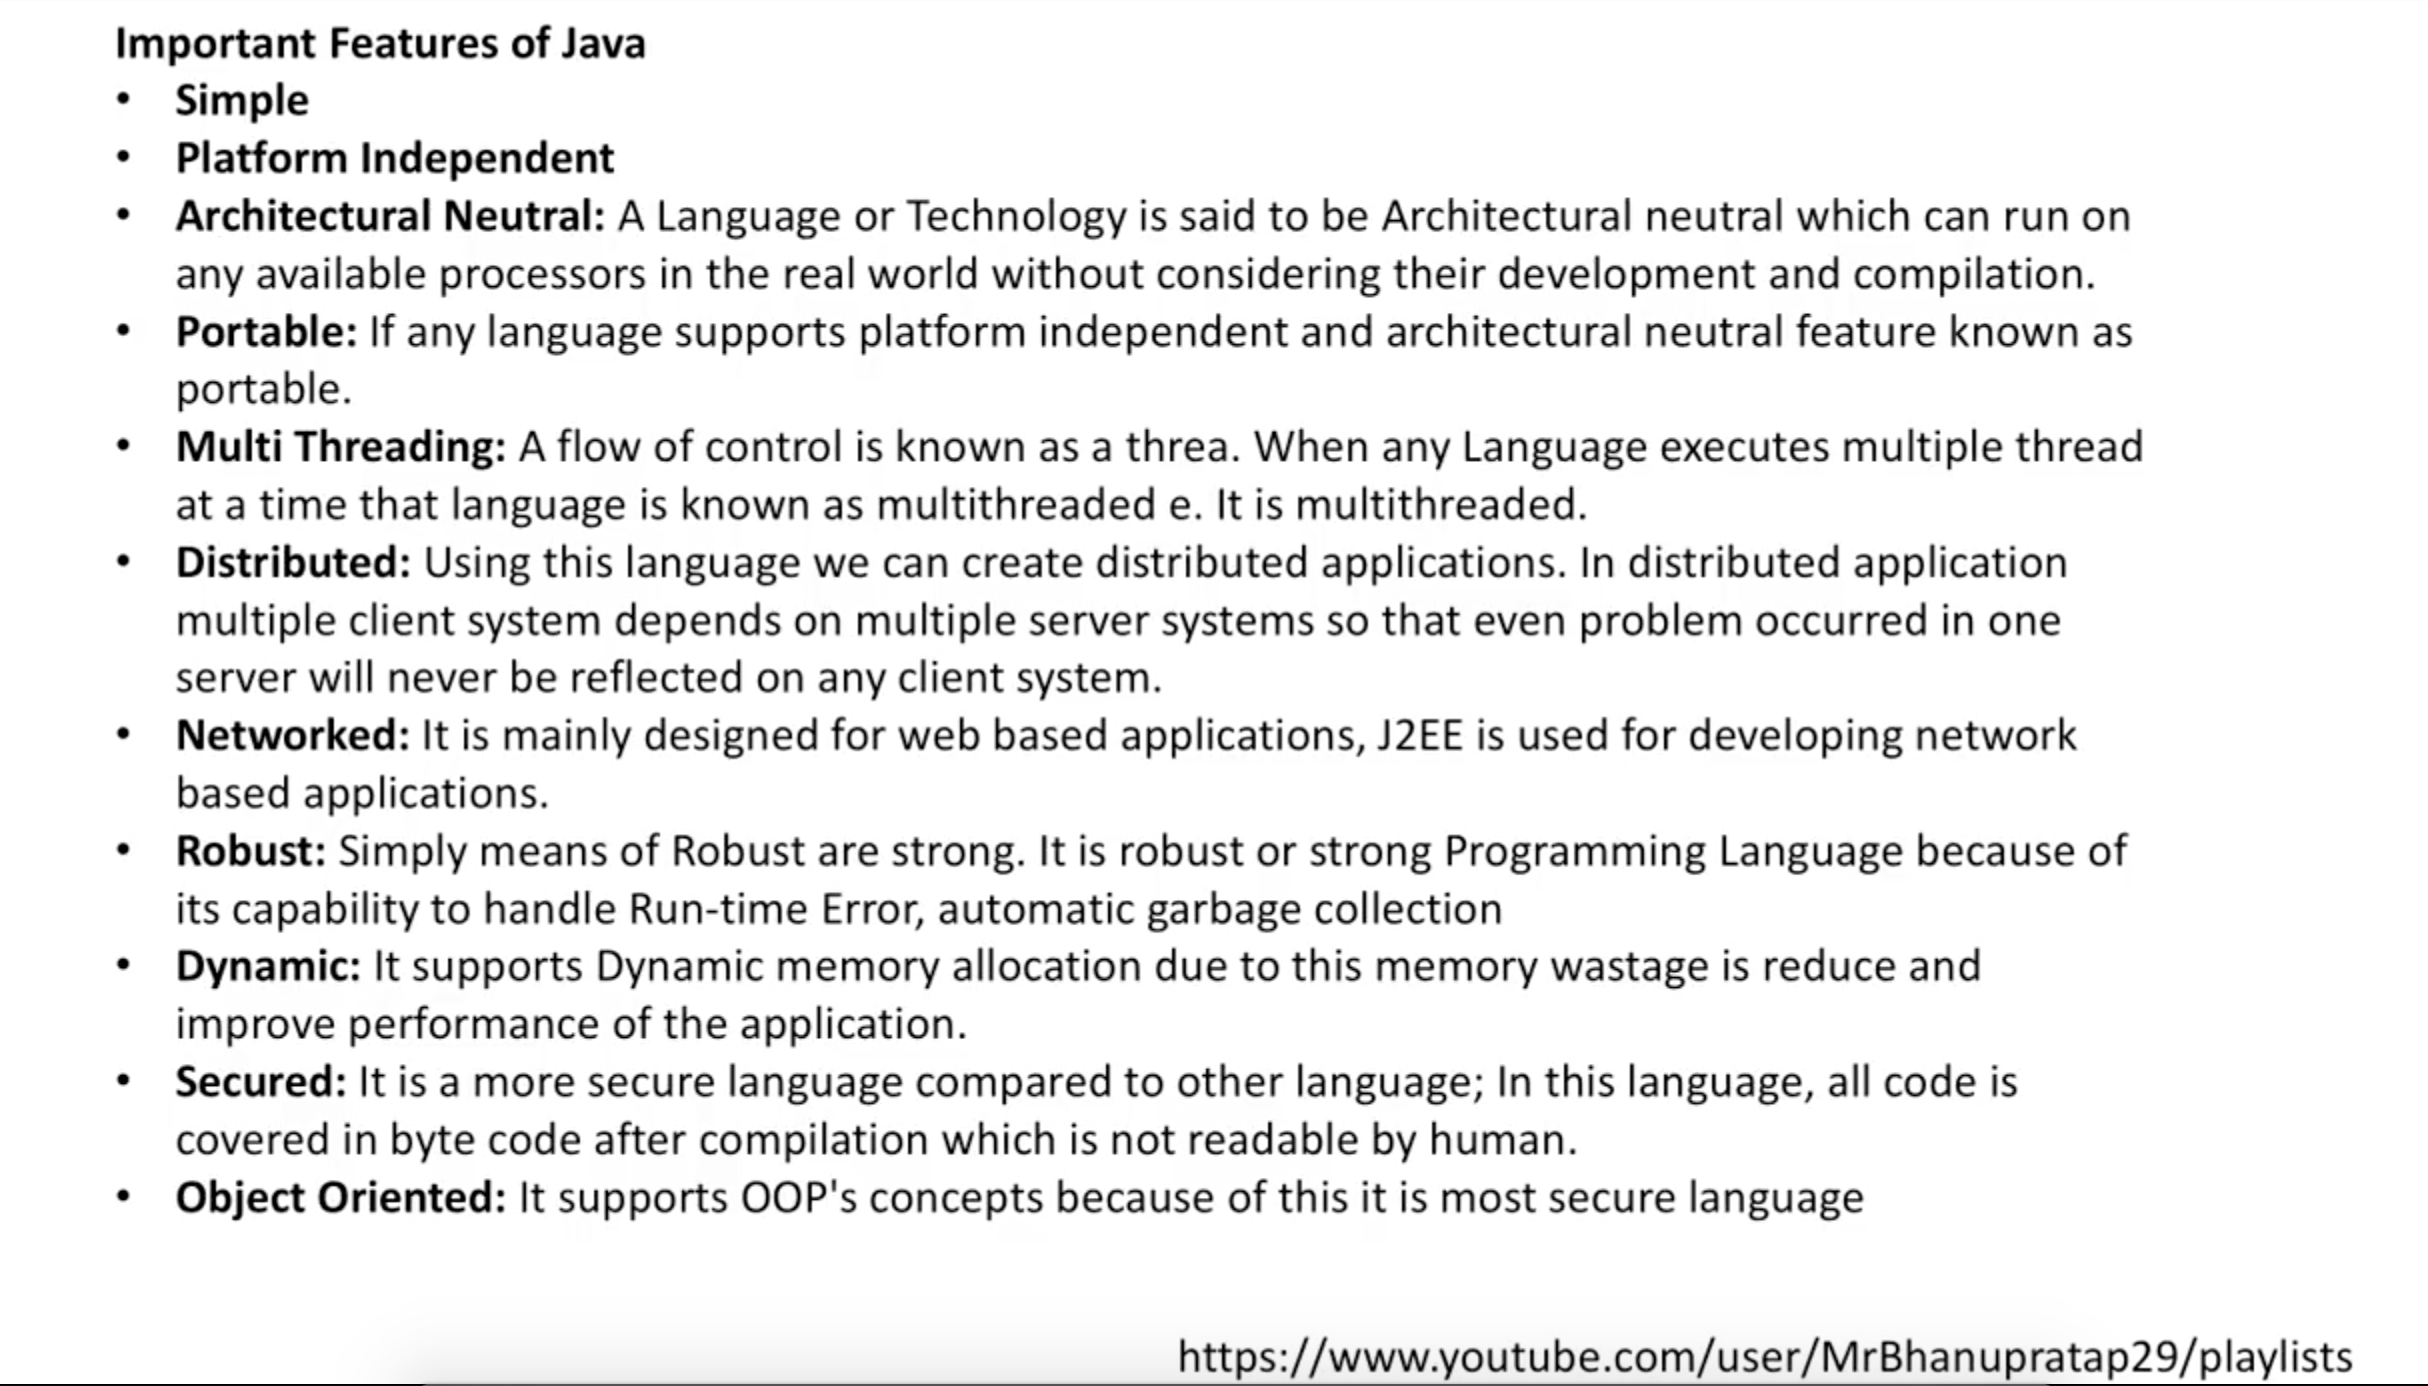 Important Features of Java
• Simple
• Platform Independent
• Architectural Neutral: A Language or Technology is said to be Architectural neutral which can run on
any available processors in the real world without considering their development and compilation.
• Portable: If any language supports platform independent and architectural neutral feature known as
portable.
• Multi Threading: A flow of control is known as a threa. When any Language executes multiple thread
at a time that language is known as multithreaded e. It is multithreaded.
• Distributed: Using this language we can create distributed applications. In distributed application
multiple client system depends on multiple server systems so that even problem occurred in one
server will never be reflected on any client system.
• Networked: It is mainly designed for web based applications, J2EE is used for developing network
based applications.
• Robust: Simply means of Robust are strong. It is robust or strong Programming Language because of
its capability to handle Run-time Error, automatic garbage collection
• Dynamic: It supports Dynamic memory allocation due to this memory wastage is reduce and
improve performance of the application.
• Secured: It is a more secure language compared to other language; In this language, all code is
covered in byte code after compilation which is not readable by human.
• Object Oriented: It supports OOP's concepts because of this it is most secure language
https://www.youtube.com/user/MrBhanupratap29/playlists